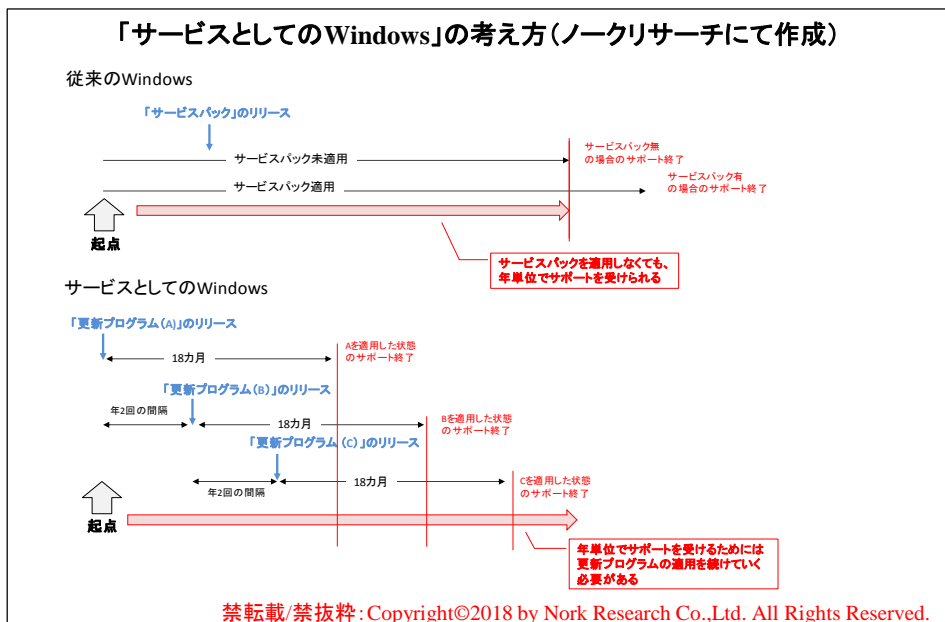 「サービスとしてのWindows」の考え方(ノークリサーチにて作成)
従来のWindows
「サービスパック」のリリース
サービスパック未適用
サービスパック無
の場合のサポート終了
サービスパック適用
サービスパック有
の場合のサポート終了
起点
サービスパックを適用しなくても、
年単位でサポートを受けられる
サービスとしてのWindows
「更新プログラム(A)」のリリース
18カ月
Aを適用した状態
のサポート終了
「更新プログラム(B)」のリリース
年2回の間隔
18カ月
Bを適用した状態
のサポート終了
「更新プログラム(C)」のリリース
年2回の間隔
18カ月
Cを適用した状態
のサポート終了
起点
年単位でサポートを受けるためには
更新プログラムの適用を続けていく
必要がある
禁転載/禁抜粋:Copyright©2018 by Nork Research Co.,Ltd. All Rights Reserved.